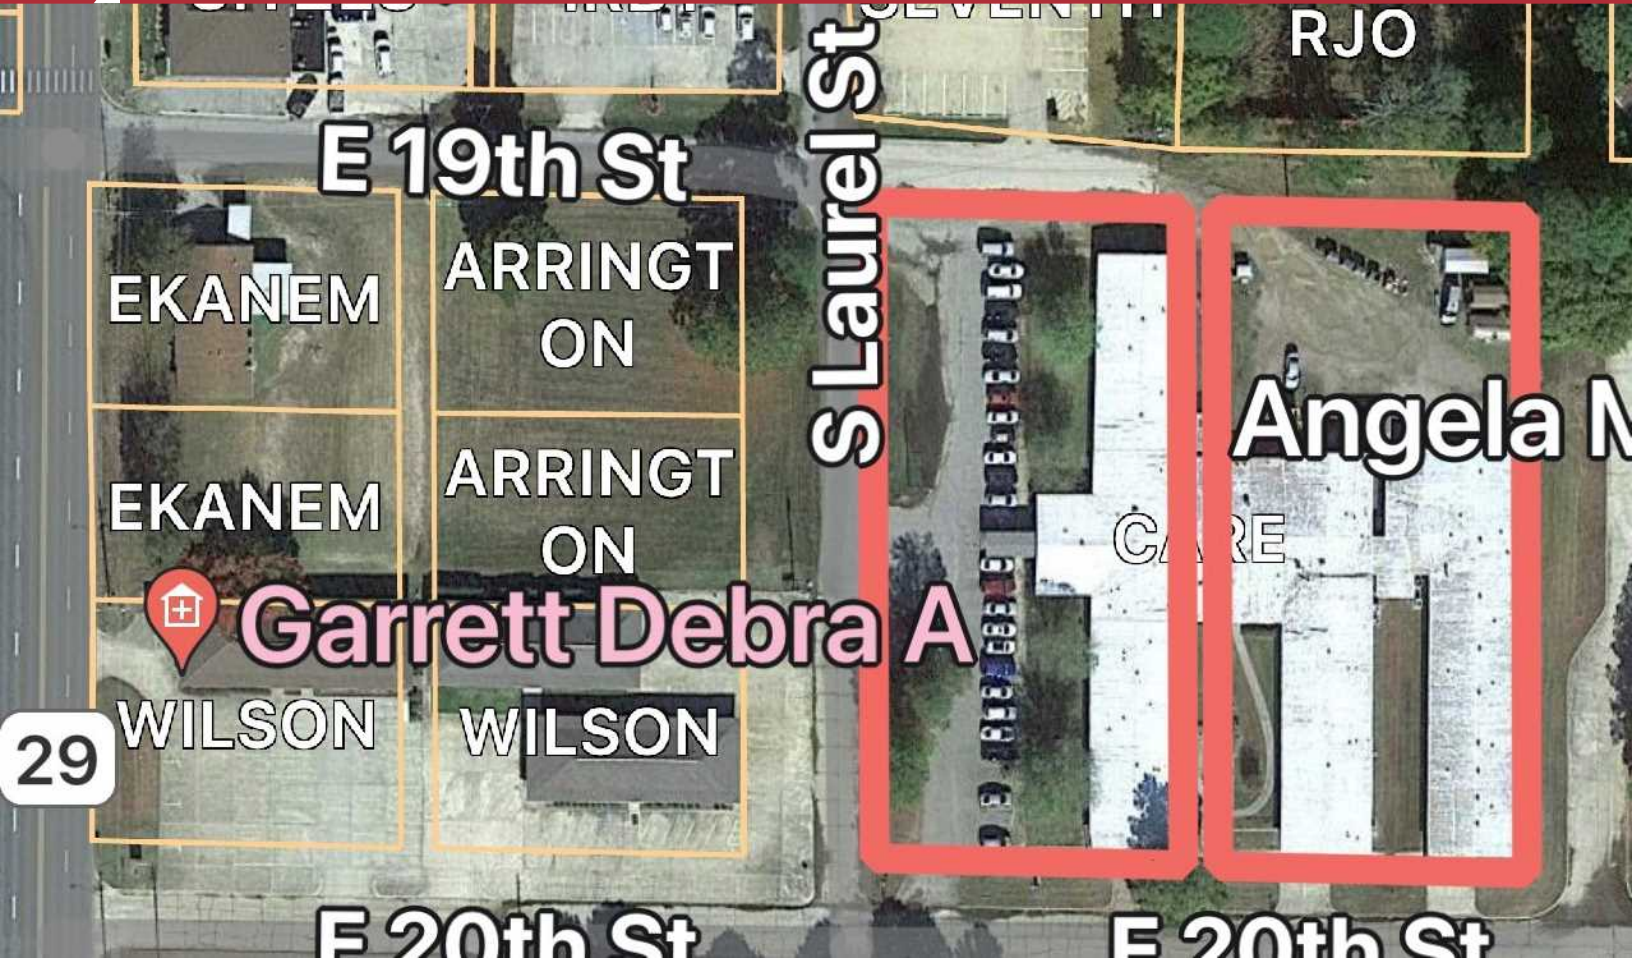 RJO
E 19th St
S Laurel St
EKANEM
ARRINGT
ON
EKANEM
ARRINGT
ON
CARE
Angela M
Garrett Debra A
WILSON
WILSON
29
E 20th St
E 20th St